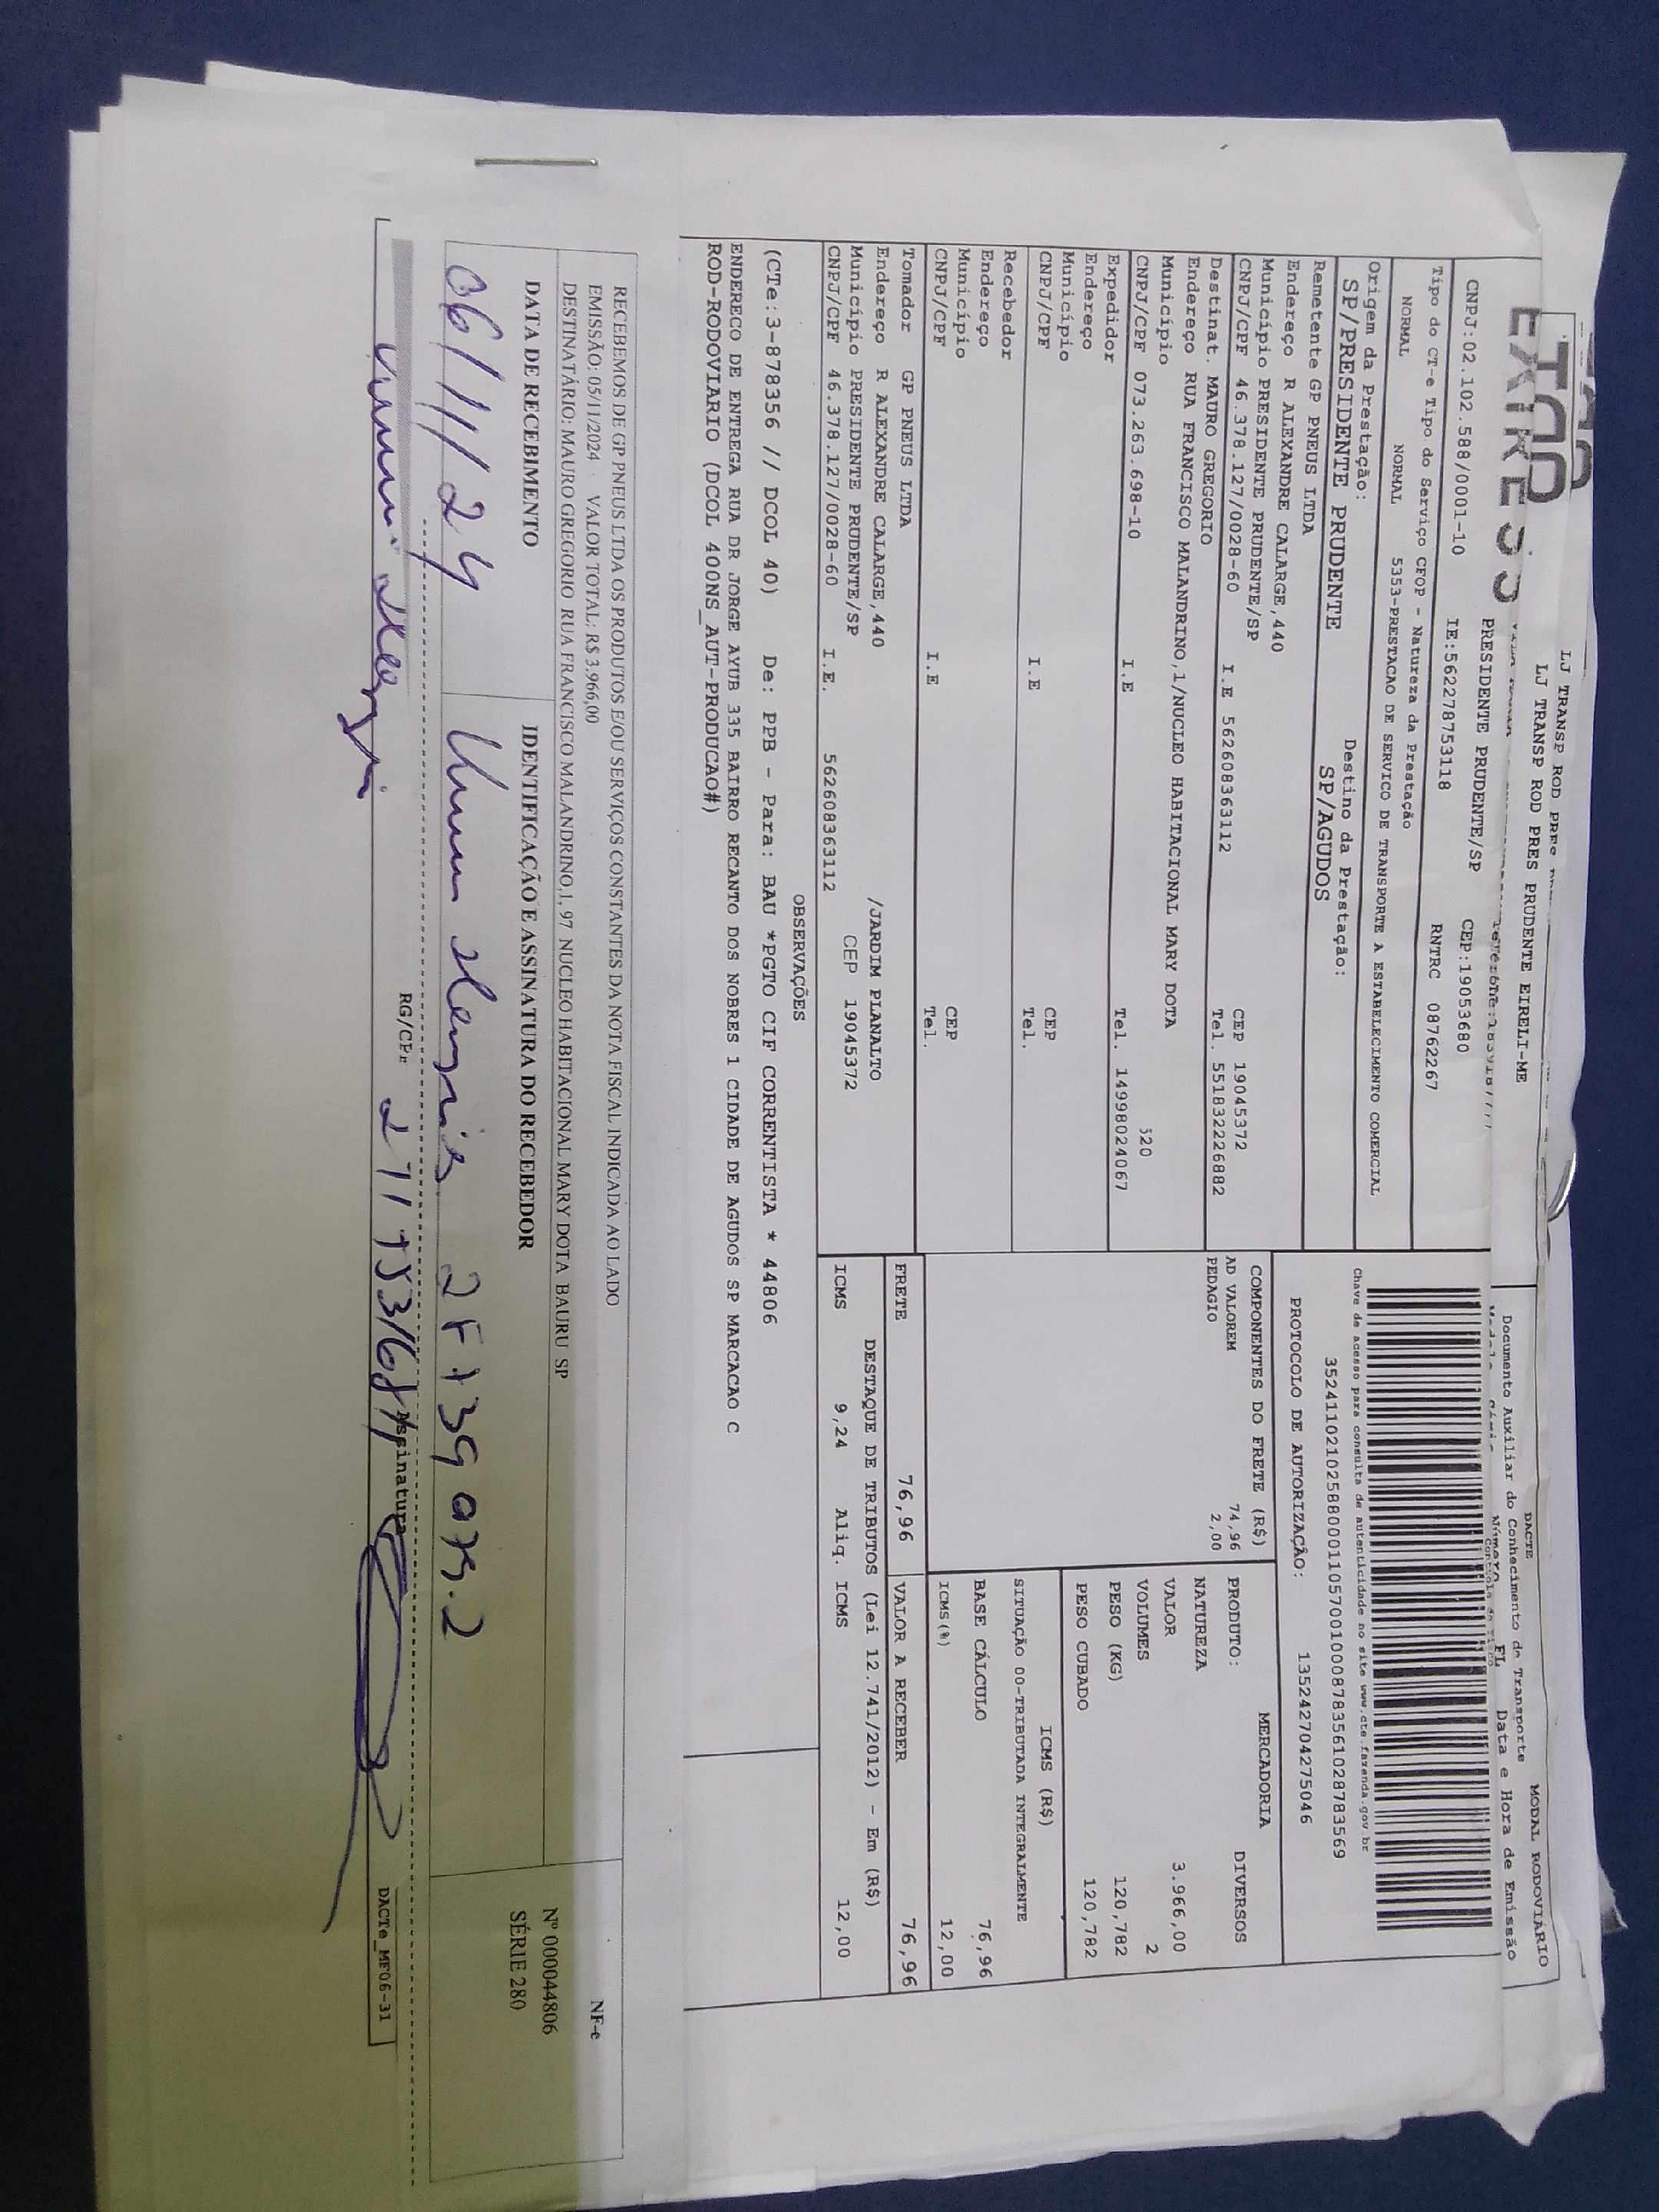 EXPRESS
LJ TRANSP ROD PRES
LJ TRANSP ROD PRES PRUDENTE EIRELI-ME
PRESIDENTE PRUDENTE/SP CEP:19053680
CNPJ:02.102.588/0001-10 IE:562278753118 RNTRC 08762267
Tipo do CT-e Tipo do Serviço CFOP - Natureza da Prestação
NORMAL NORMAL 5353-PRESTACAO DE SERVICO DE TRANSPORTE A ESTABELECIMENTO COMERCIAL
Origem da Prestação: Destino da Prestação:
SP/PRESIDENTE PRUDENTE SP/AGUDOS
Remetente GP PNEUS LTDA
Endereço R ALEXANDRE CALARGE,440
Município PRESIDENTE PRUDENTE/SP CEP 19045372
CNPJ/CPF 46.378.127/0028-60 I.E 562608363112 Tel. 551832226882
Destinat. MAURO GREGORIO
Endereço RUA FRANCISCO MALANDRINO,1/NUCLEO HABITACIONAL MARY DOTA
Município 520
CNPJ/CPF 073.263.698-10 I.E Tel. 14998024067
Expedidor
Endereço
Município CEP
CNPJ/CPF I.E Tel.
Recebedor
Endereço
Município CEP
CNPJ/CPF I.E Tel.
Tomador GP PNEUS LTDA
Endereço R ALEXANDRE CALARGE,440 /JARDIM PLANALTO
Município PRESIDENTE PRUDENTE/SP CEP 19045372
CNPJ/CPF 46.378.127/0028-60 I.E. 562608363112
DACTE MODAL RODOVIÁRIO
Documento Auxiliar do Conhecimento de Transporte
Número FL Data e Hora de Emissão
Chave de acesso para consulta de autenticidade no site www.cte.fazenda.gov.br
35241102102588000110570010008783561028783569
PROTOCOLO DE AUTORIZAÇÃO: 135242704275046
COMPONENTES DO FRETE (R$)
AD VALOREM 74,96
PEDAGIO 2,00
MERCADORIA
PRODUTO: DIVERSOS
NATUREZA
VALOR 3.966,00
VOLUMES 2
PESO (KG) 120,782
PESO CUBADO 120,782
ICMS (R$)
SITUAÇÃO 00-TRIBUTADA INTEGRALMENTE
BASE CÁLCULO 76,96
ICMS(%) 12,00
FRETE 76,96 VALOR A RECEBER 76,96
DESTAQUE DE TRIBUTOS (Lei 12.741/2012) - Em (R$)
ICMS 9,24 Aliq. ICMS 12,00
OBSERVAÇÕES
(CTe:3-878356 // DCOL 40) De: PPB - Para: BAU *PGTO CIF CORRENTISTA * 44806
ENDERECO DE ENTREGA RUA DR JORGE AYUB 335 BAIRRO RECANTO DOS NOBRES 1 CIDADE DE AGUDOS SP MARCACAO C
ROD-RODOVIARIO (DCOL 400NS_AUT-PRODUCAO#)
RECEBEMOS DE GP PNEUS LTDA OS PRODUTOS E/OU SERVIÇOS CONSTANTES DA NOTA FISCAL INDICADA AO LADO
EMISSÃO: 05/11/2024 VALOR TOTAL: R$ 3.966,00
DESTINATÁRIO: MAURO GREGORIO RUA FRANCISCO MALANDRINO,1, 97 NUCLEO HABITACIONAL MARY DOTA BAURU SP
DATA DE RECEBIMENTO IDENTIFICAÇÃO E ASSINATURA DO RECEBEDOR
06/11/24
NF-e
Nº 000044806
SÉRIE 280
RG/CPF
Assinatura
DACTe_MF06-31